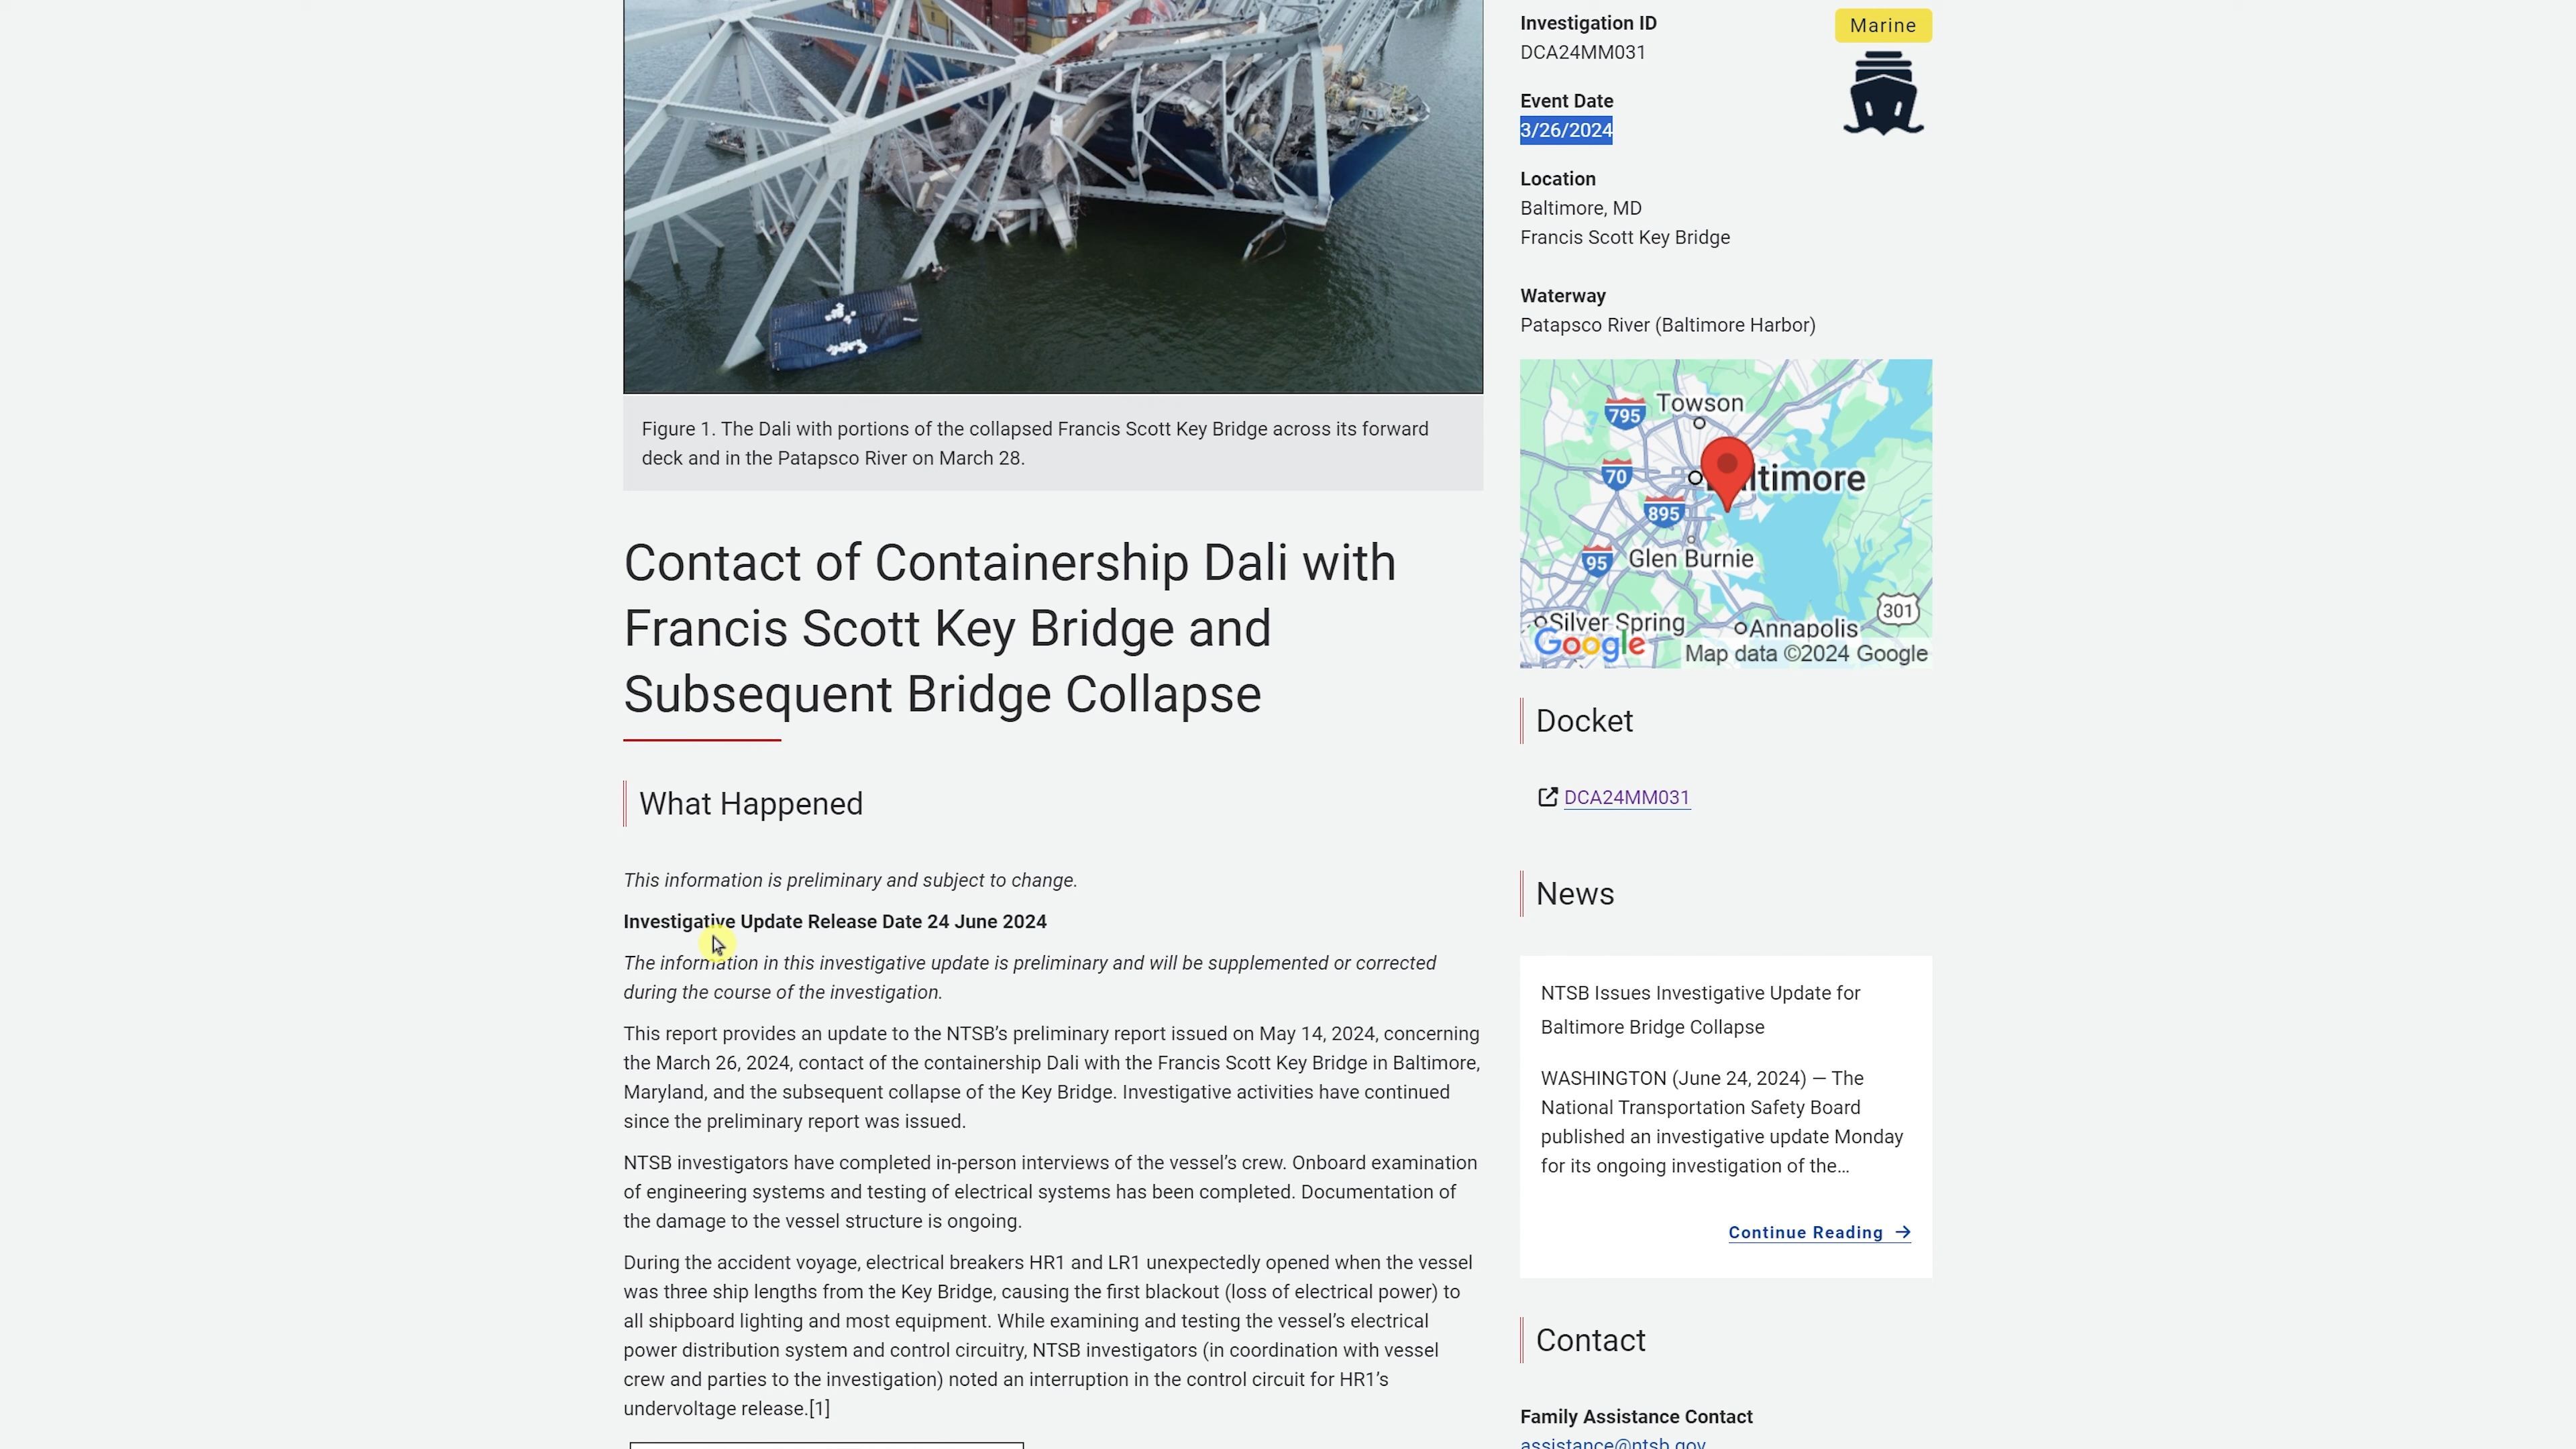 Figure 1. The Dali with portions of the collapsed Francis Scott Key Bridge across its forward
deck and in the Patapsco River on March 28.
Contact of Containership Dali with
Francis Scott Key Bridge and
Subsequent Bridge Collapse
What Happened
This information is preliminary and subject to change.
Investigative Update Release Date 24 June 2024
The information in this investigative update is preliminary and will be supplemented or corrected
during the course of the investigation.
This report provides an update to the NTSB’s preliminary report issued on May 14, 2024, concerning
the March 26, 2024, contact of the containership Dali with the Francis Scott Key Bridge in Baltimore,
Maryland, and the subsequent collapse of the Key Bridge. Investigative activities have continued
since the preliminary report was issued.
NTSB investigators have completed in-person interviews of the vessel’s crew. Onboard examination
of engineering systems and testing of electrical systems has been completed. Documentation of
the damage to the vessel structure is ongoing.
During the accident voyage, electrical breakers HR1 and LR1 unexpectedly opened when the vessel
was three ship lengths from the Key Bridge, causing the first blackout (loss of electrical power) to
all shipboard lighting and most equipment. While examining and testing the vessel’s electrical
power distribution system and control circuitry, NTSB investigators (in coordination with vessel
crew and parties to the investigation) noted an interruption in the control circuit for HR1’s
undervoltage release.[1]
Investigation ID
DCA24MM031
Marine
Event Date
3/26/2024
Location
Baltimore, MD
Francis Scott Key Bridge
Waterway
Patapsco River (Baltimore Harbor)
795
Towson
70
ltimore
895
95
Glen Burnie
301
Silver Spring
Annapolis
Google
Map data ©2024 Google
Docket
DCA24MM031
News
NTSB Issues Investigative Update for
Baltimore Bridge Collapse
WASHINGTON (June 24, 2024) — The
National Transportation Safety Board
published an investigative update Monday
for its ongoing investigation of the…
Continue Reading →
Contact
Family Assistance Contact
assistance@ntsb.gov